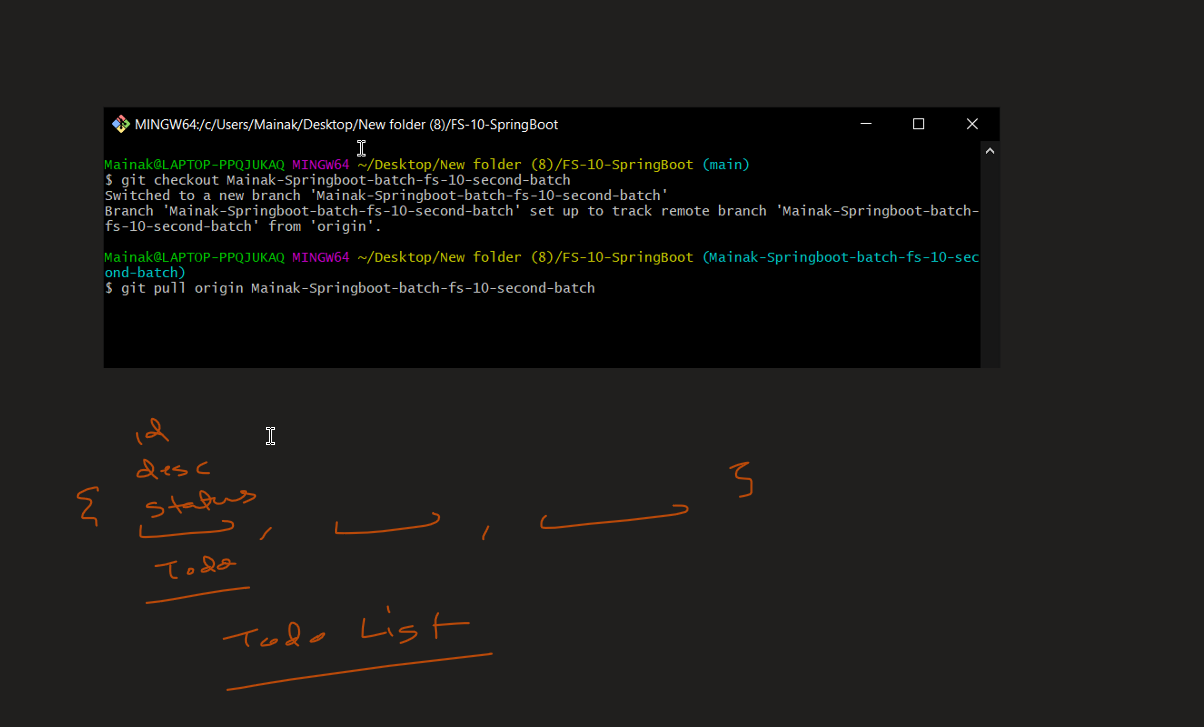 MINGW64:/c/Users/Mainak/Desktop/New folder (8)/FS-10-SpringBoot
Mainak@LAPTOP-PPQJUKAQ MINGW64 ~/Desktop/New folder (8)/FS-10-SpringBoot (main)
$ git checkout Mainak-Springboot-batch-fs-10-second-batch
Switched to a new branch 'Mainak-Springboot-batch-fs-10-second-batch'
Branch 'Mainak-Springboot-batch-fs-10-second-batch' set up to track remote branch 'Mainak-Springboot-batch-
fs-10-second-batch' from 'origin'.
Mainak@LAPTOP-PPQJUKAQ MINGW64 ~/Desktop/New folder (8)/FS-10-SpringBoot (Mainak-Springboot-batch-fs-10-sec
ond-batch)
$ git pull origin Mainak-Springboot-batch-fs-10-second-batch
id
desc
status
{ , , }
Todo
Todo List